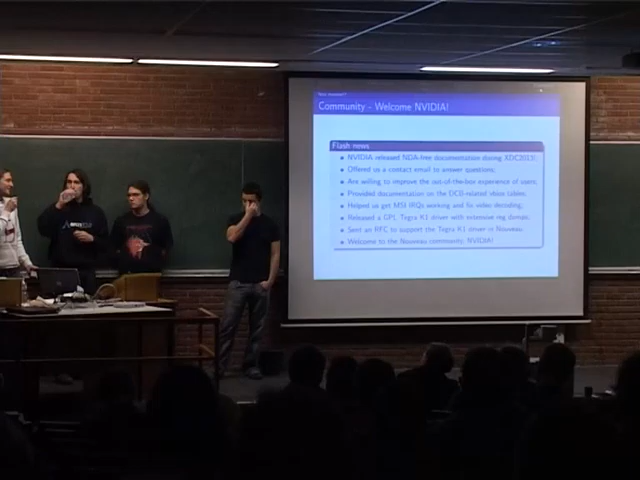 Community - Welcome NVIDIA!
Flash news
NVIDIA released NDA-free documentation during XDC2013!;
Offered us a contact email to answer questions;
Are willing to improve the out-of-the-box experience of users;
Provided documentation on the DCB-related vbios tables;
Helped us get MSI IRQs working and fix video decoding;
Released a GPL Tegra K1 driver with extensive reg domain;
Sent an RFC to support the Tegra K1 driver in Nouveau;
Welcome to the Nouveau community, NVIDIA!